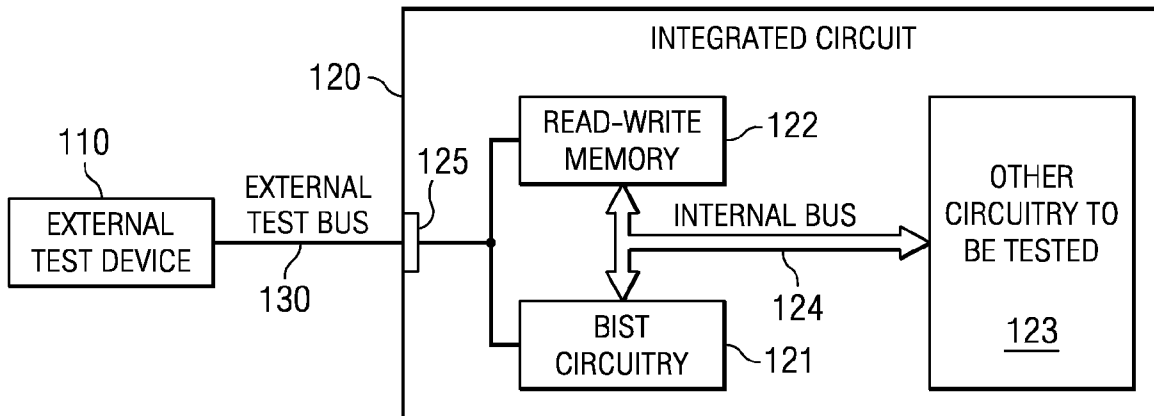 INTEGRATED CIRCUIT
120
READ-WRITE
MEMORY
122
110
125
EXTERNAL
TEST BUS
OTHER
CIRCUITRY TO
BE TESTED
EXTERNAL
TEST DEVICE
INTERNAL BUS
130
124
BIST
CIRCUITRY
121
123